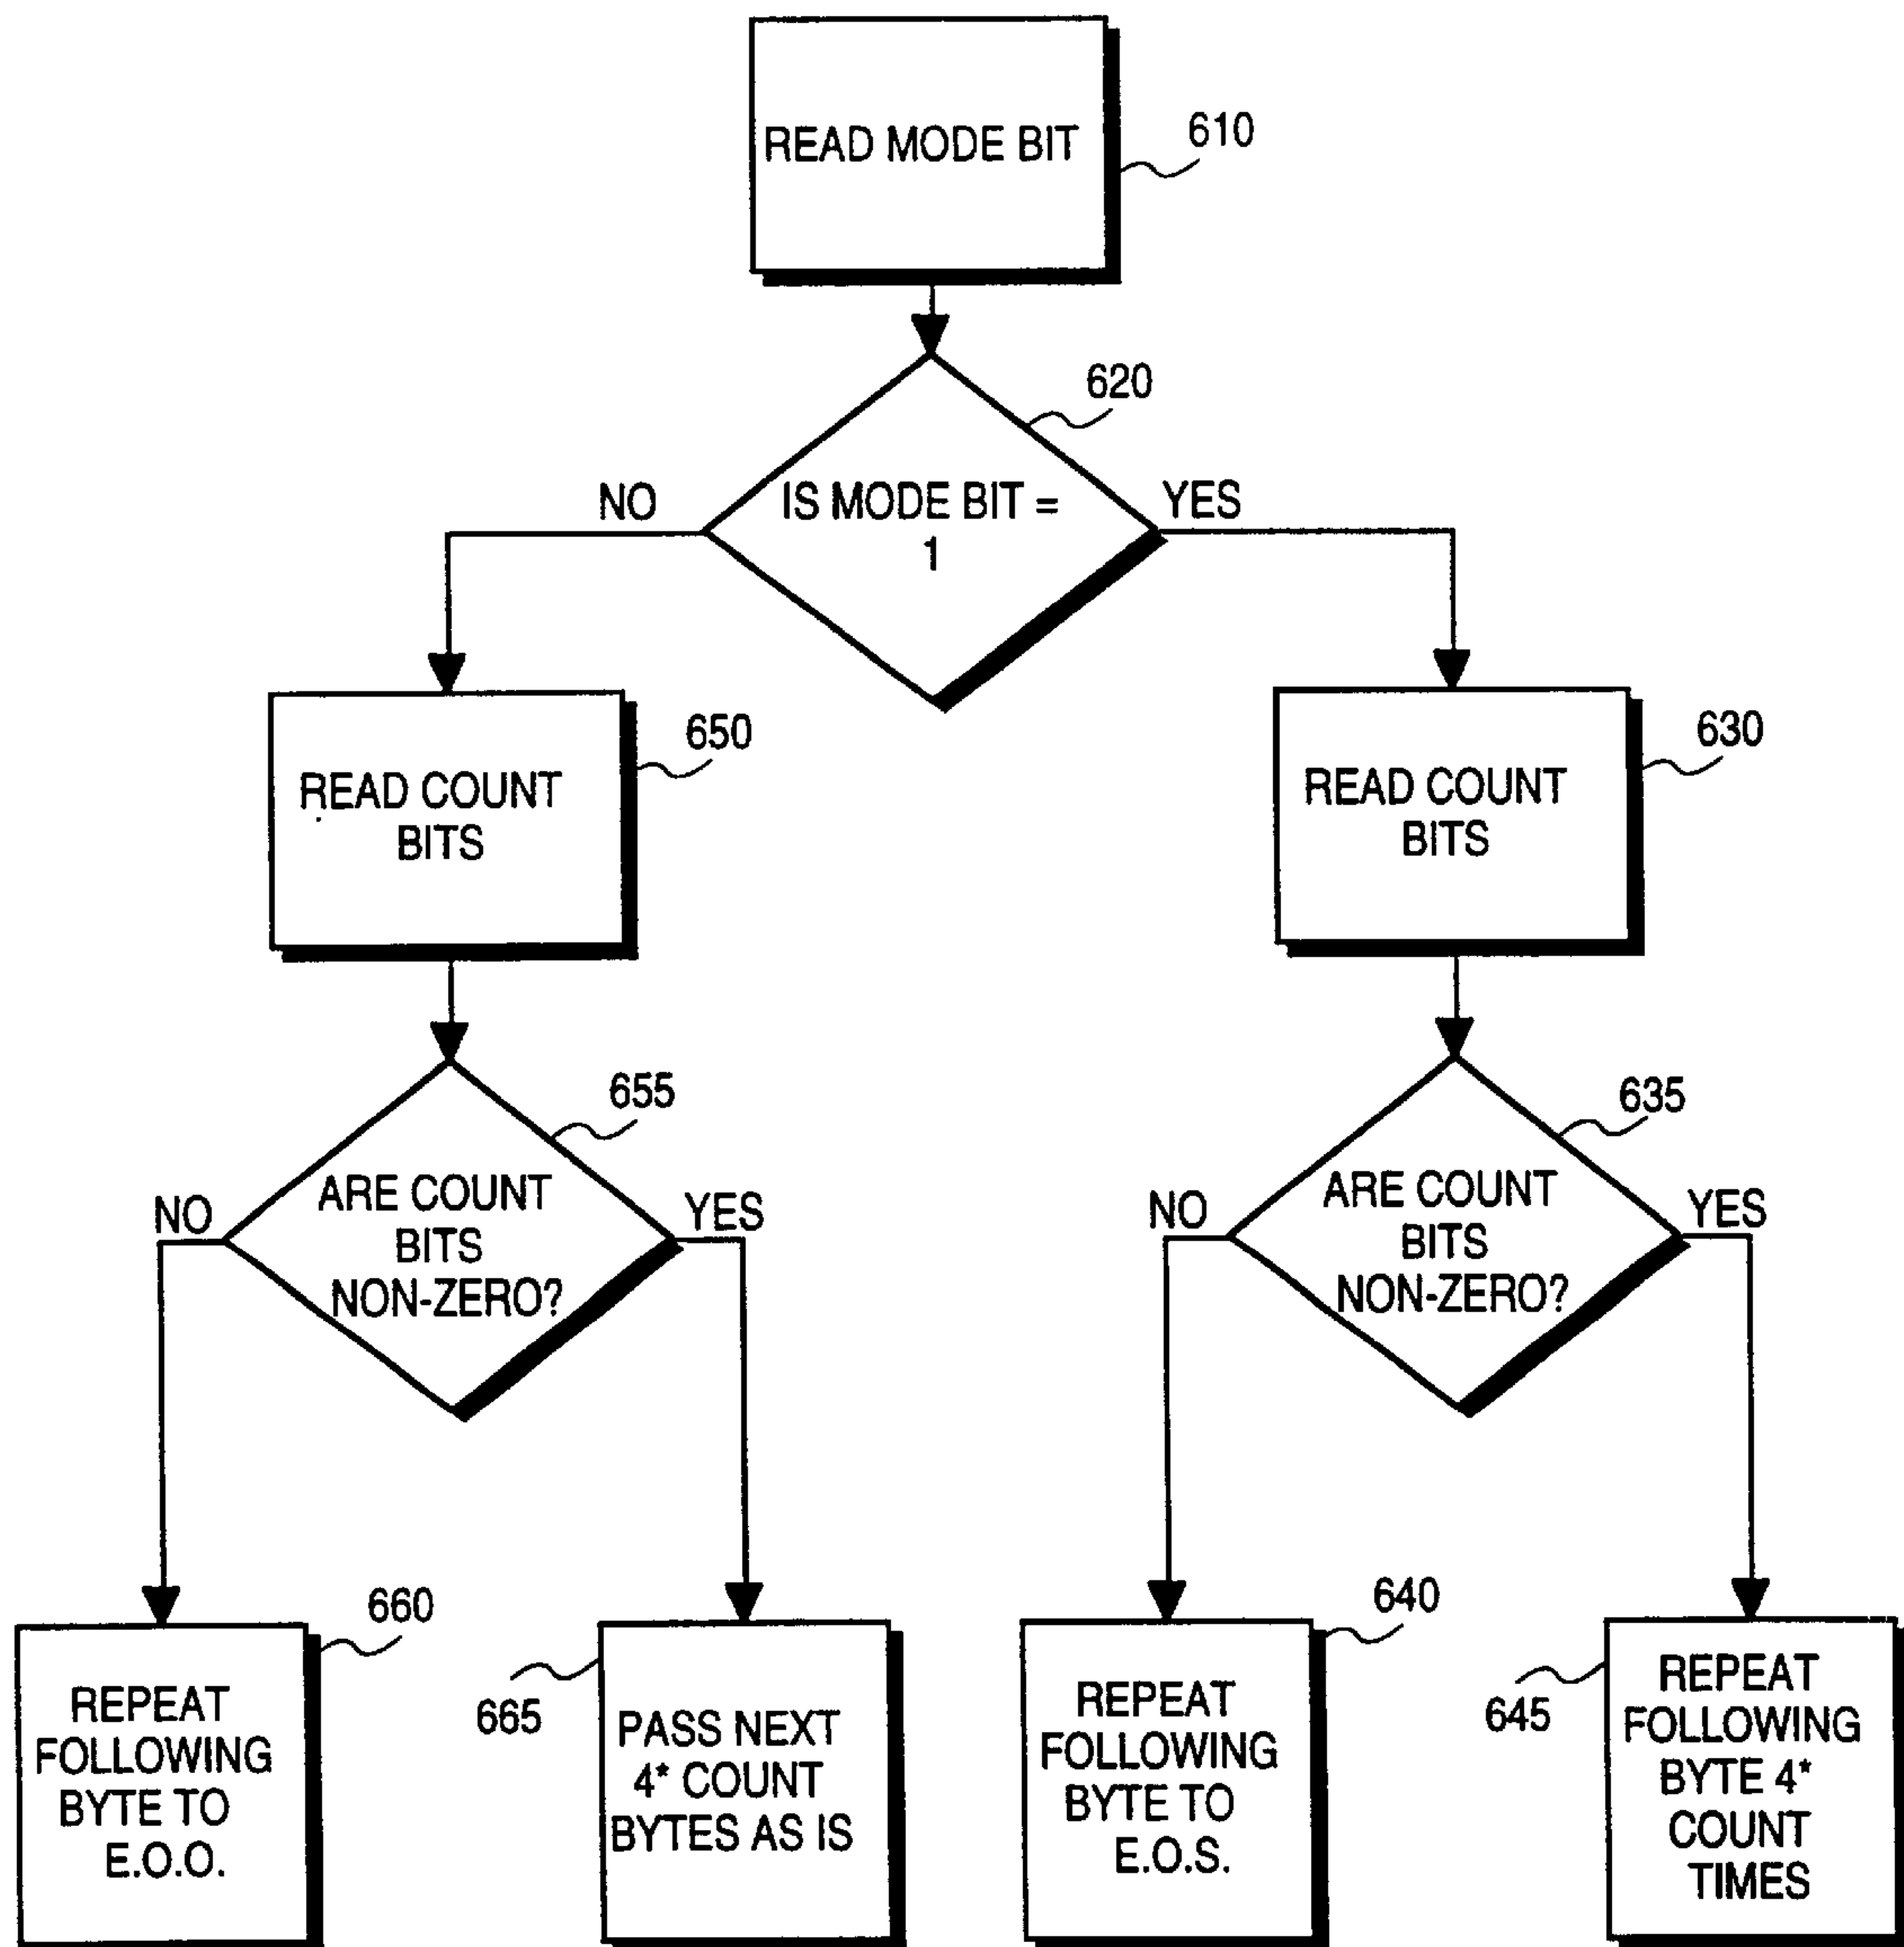 READ MODE BIT
610
620
NO
IS MODE BIT =
1
YES
650
READ COUNT
BITS
630
READ COUNT
BITS
655
NO
ARE COUNT
BITS
NON-ZERO?
YES
635
NO
ARE COUNT
BITS
NON-ZERO?
YES
660
REPEAT
FOLLOWING
BYTE TO
E.O.O.
665
PASS NEXT
4* COUNT
BYTES AS IS
640
REPEAT
FOLLOWING
BYTE TO
E.O.S.
645
REPEAT
FOLLOWING
BYTE 4*
COUNT
TIMES